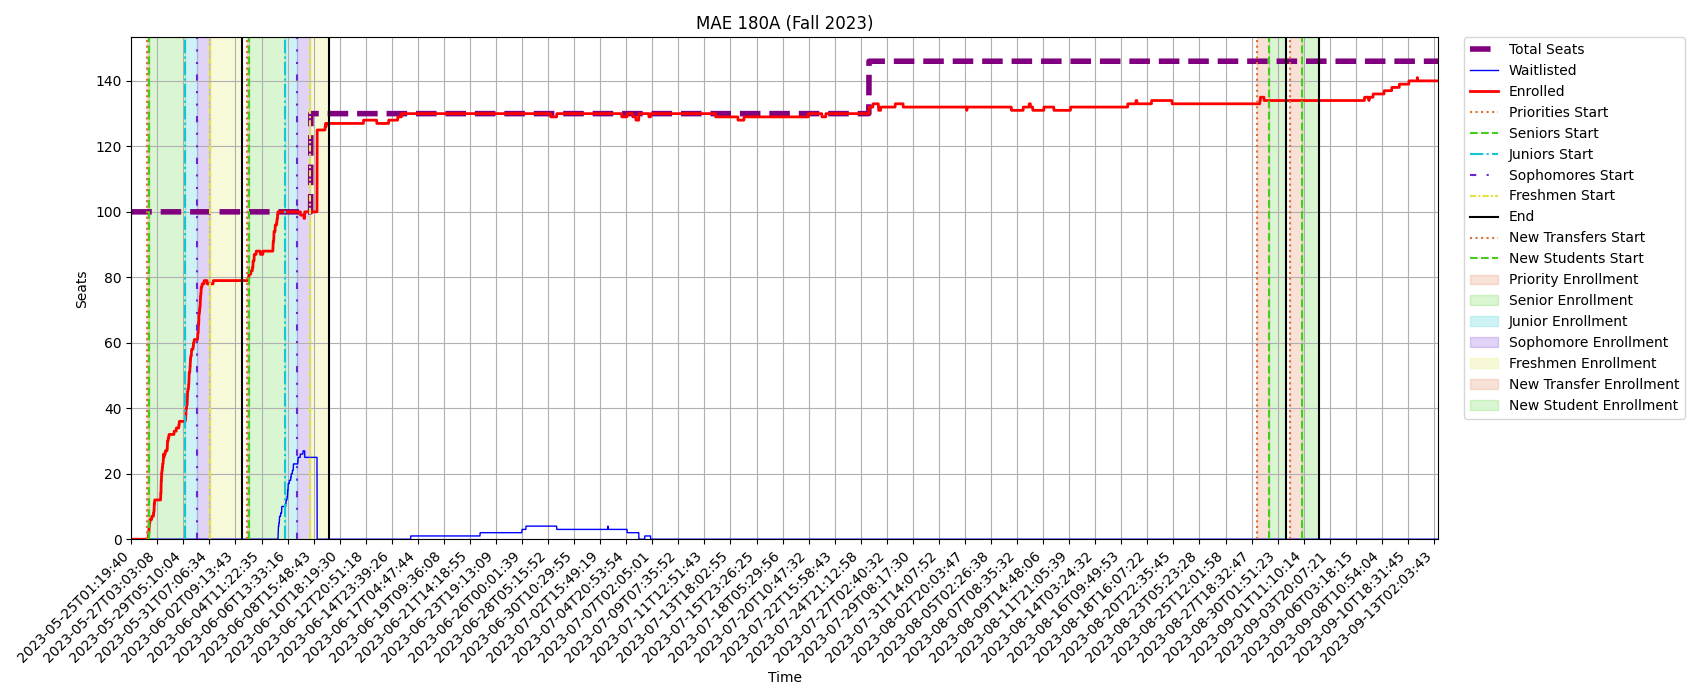 MAE 180A (Fall 2023)
Seats
140
120
100
80
60
40
20
0
2023-05-25T01:19:40
2023-05-27T03:03:08
2023-05-29T05:10:04
2023-05-31T07:06:34
2023-06-02T09:13:43
2023-06-04T11:22:35
2023-06-06T13:33:16
2023-06-08T15:48:43
2023-06-10T18:19:30
2023-06-12T20:51:18
2023-06-14T23:39:26
2023-06-17T04:47:44
2023-06-19T09:36:08
2023-06-21T14:18:55
2023-06-23T19:13:09
2023-06-26T00:01:39
2023-06-28T05:15:52
2023-06-30T10:29:55
2023-07-02T15:49:19
2023-07-04T20:53:54
2023-07-07T02:05:01
2023-07-09T07:35:52
2023-07-11T12:51:43
2023-07-13T18:02:55
2023-07-15T23:26:25
2023-07-18T05:29:56
2023-07-20T10:47:32
2023-07-22T15:58:43
2023-07-24T21:12:58
2023-07-27T02:40:32
2023-07-29T08:17:30
2023-07-31T14:07:52
2023-08-02T20:03:47
2023-08-05T02:26:38
2023-08-07T08:35:32
2023-08-09T14:48:06
2023-08-11T21:05:39
2023-08-14T03:24:32
2023-08-16T09:49:53
2023-08-18T16:07:22
2023-08-20T22:35:45
2023-08-23T05:23:28
2023-08-25T12:01:58
2023-08-27T18:32:47
2023-08-30T01:51:23
2023-09-01T11:10:14
2023-09-03T20:07:21
2023-09-06T03:18:15
2023-09-08T10:54:04
2023-09-10T18:31:45
2023-09-13T02:03:43
Time
Total Seats
Waitlisted
Enrolled
Priorities Start
Seniors Start
Juniors Start
Sophomores Start
Freshmen Start
End
New Transfers Start
New Students Start
Priority Enrollment
Senior Enrollment
Junior Enrollment
Sophomore Enrollment
Freshmen Enrollment
New Transfer Enrollment
New Student Enrollment